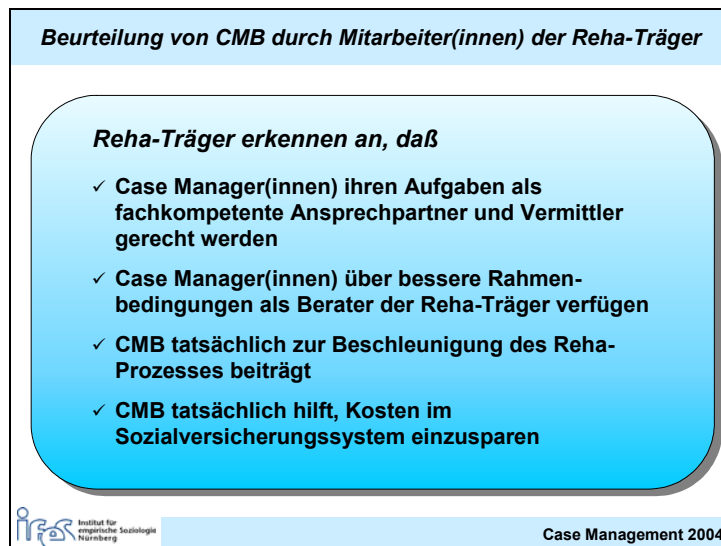 Beurteilung von CMB durch Mitarbeiter(innen) der Reha-Träger
Reha-Träger erkennen an, daß
✓ Case Manager(innen) ihren Aufgaben als
fachkompetente Ansprechpartner und Vermittler
gerecht werden
✓ Case Manager(innen) über bessere Rahmen-
bedingungen als Berater der Reha-Träger verfügen
✓ CMB tatsächlich zur Beschleunigung des Reha-
Prozesses beiträgt
✓ CMB tatsächlich hilft, Kosten im
Sozialversicherungssystem einzusparen
ifes
Institut für
empirische Soziologie
Nürnberg
Case Management 2004